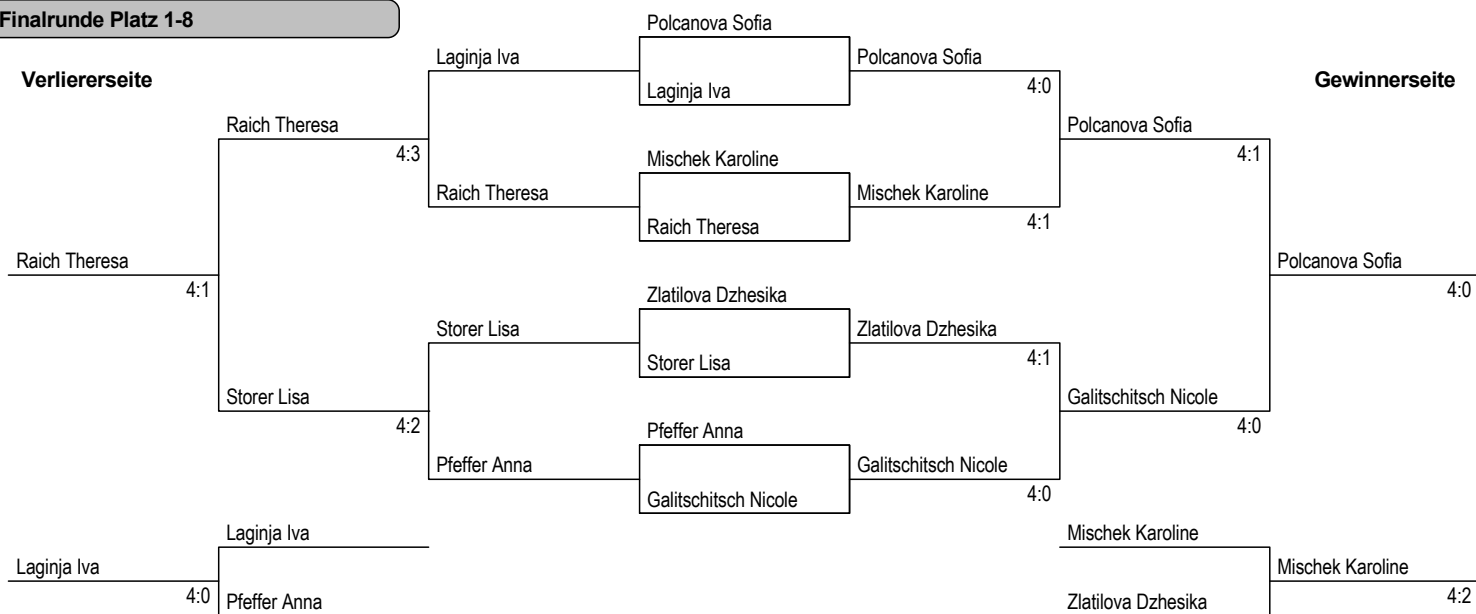 Finalrunde Platz 1-8
Verliererseite
Gewinnerseite
Polcanova Sofia
Laginja Iva
Polcanova Sofia
4:0
Laginja Iva
Raich Theresa
4:3
Polcanova Sofia
4:1
Mischek Karoline
Raich Theresa
Mischek Karoline
4:1
Raich Theresa
Raich Theresa
4:1
Polcanova Sofia
4:0
Zlatilova Dzhesika
Storer Lisa
Zlatilova Dzhesika
4:1
Storer Lisa
Storer Lisa
4:2
Galitschitsch Nicole
4:0
Pfeffer Anna
Pfeffer Anna
Galitschitsch Nicole
4:0
Galitschitsch Nicole
Laginja Iva
Mischek Karoline
Laginja Iva
4:0
Mischek Karoline
4:2
Pfeffer Anna
Zlatilova Dzhesika